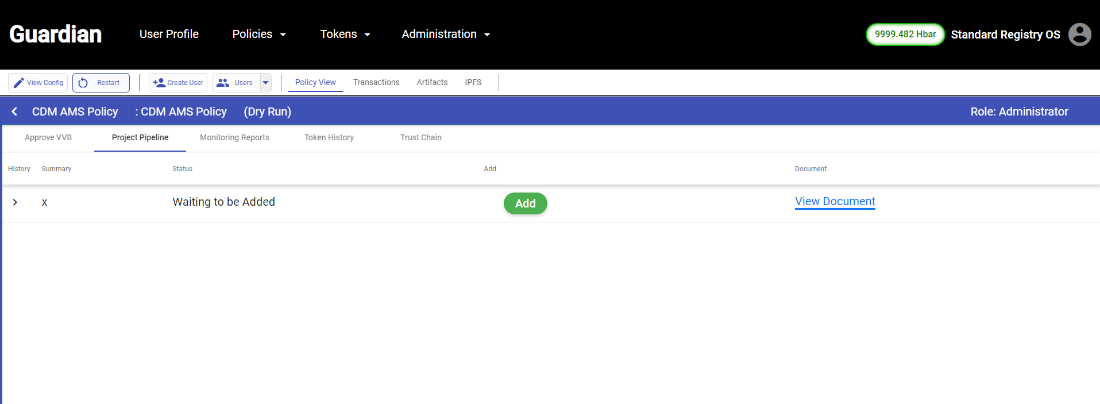 Guardian User Profile Policies Tokens Administration 9999.482 Hbar Standard Registry OS
View Config Restart Create User Users Policy View Transactions Artifacts IPFS
CDM AMS Policy : CDM AMS Policy (Dry Run) Role: Administrator
Approve VVB Project Pipeline Monitoring Reports Token History Trust Chain
History Summary Status Add Document
x Waiting to be Added Add View Document